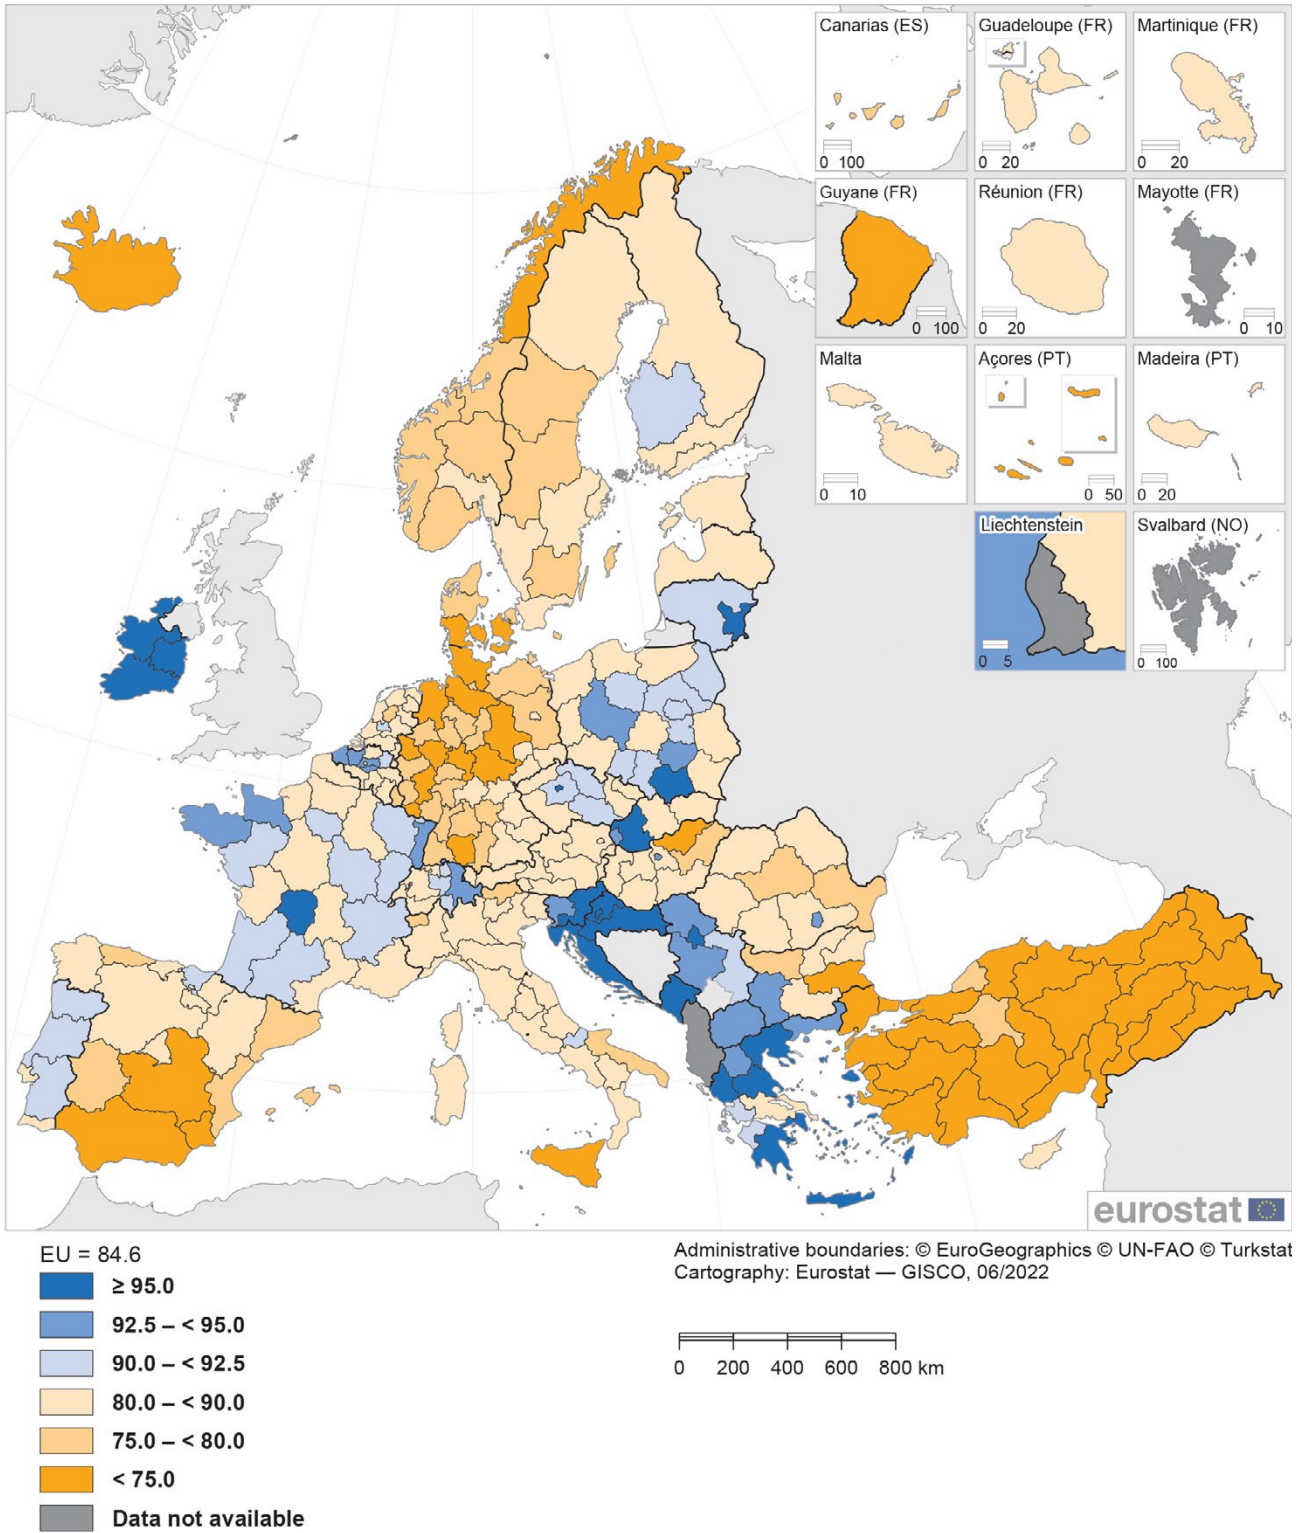 Canarias (ES)
0 100
Guadeloupe (FR)
0 20
Martinique (FR)
0 20
Guyane (FR)
0 100
Réunion (FR)
0 20
Mayotte (FR)
0 10
Malta
0 10
Açores (PT)
0 50
Madeira (PT)
0 20
Liechtenstein
0 5
Svalbard (NO)
0 100
eurostat
EU = 84.6
≥ 95.0
92.5 – < 95.0
90.0 – < 92.5
80.0 – < 90.0
75.0 – < 80.0
< 75.0
Data not available
Administrative boundaries: © EuroGeographics © UN-FAO © Turkstat
Cartography: Eurostat — GISCO, 06/2022
0 200 400 600 800 km